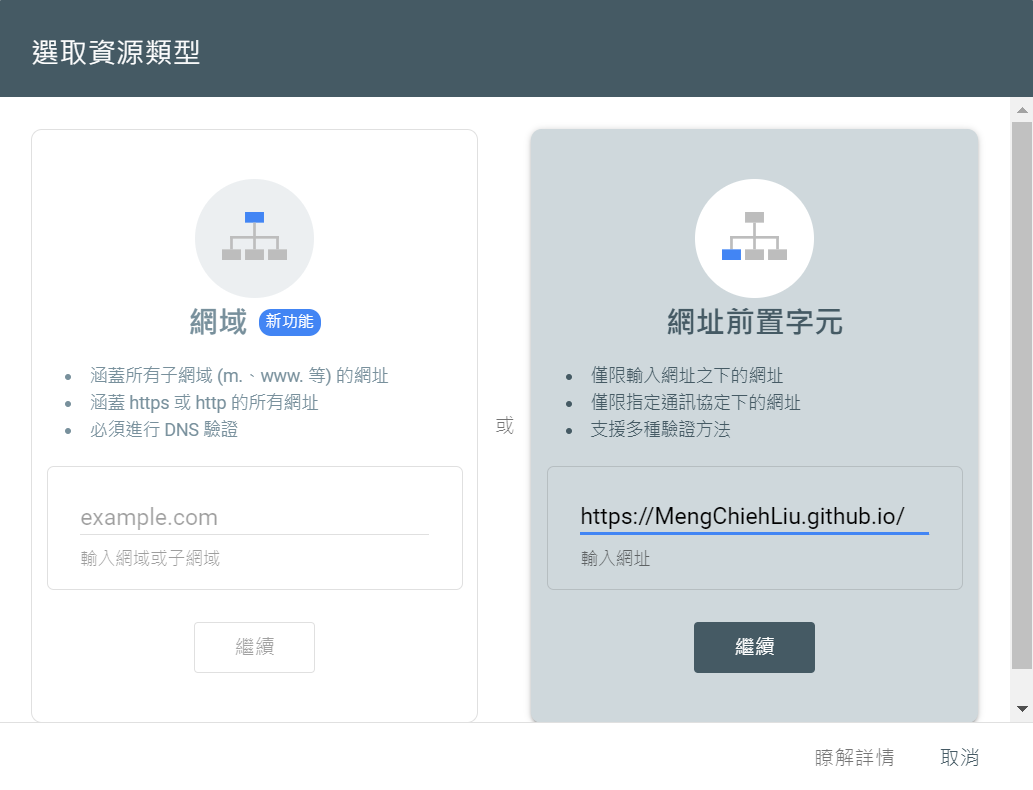 選取資源類型
網域 新功能
涵蓋所有子網域 (m.、www. 等) 的網址
涵蓋 https 或 http 的所有網址
必須進行 DNS 驗證
example.com
輸入網域或子網域
繼續
或
網址前置字元
僅限輸入網址之下的網址
僅限指定通訊協定下的網址
支援多種驗證方法
https://MengChiehLiu.github.io/
輸入網址
繼續
瞭解詳情 取消